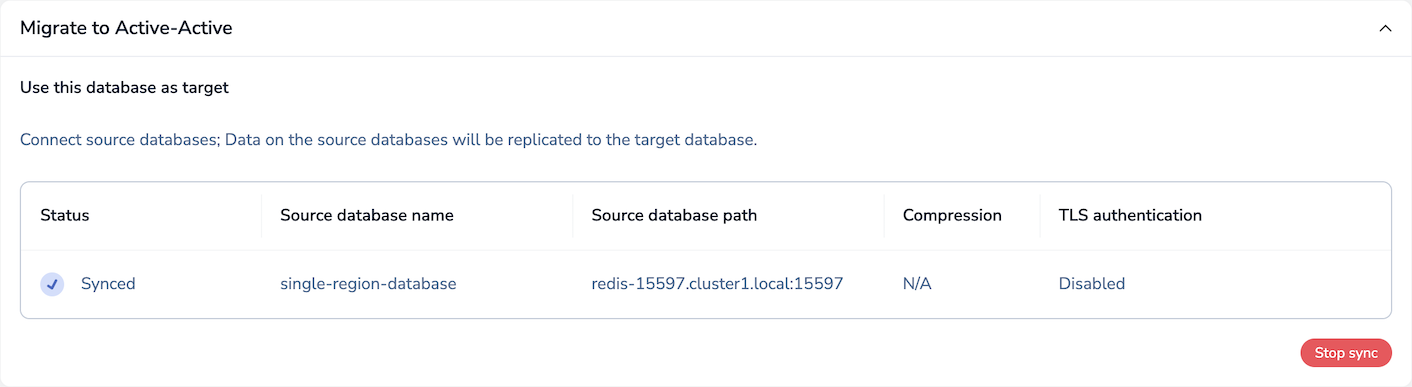 Migrate to Active-Active
Use this database as target
Connect source databases; Data on the source databases will be replicated to the target database.
Status Source database name Source database path Compression TLS authentication
Synced single-region-database redis-15597.cluster1.local:15597 N/A Disabled
Stop sync